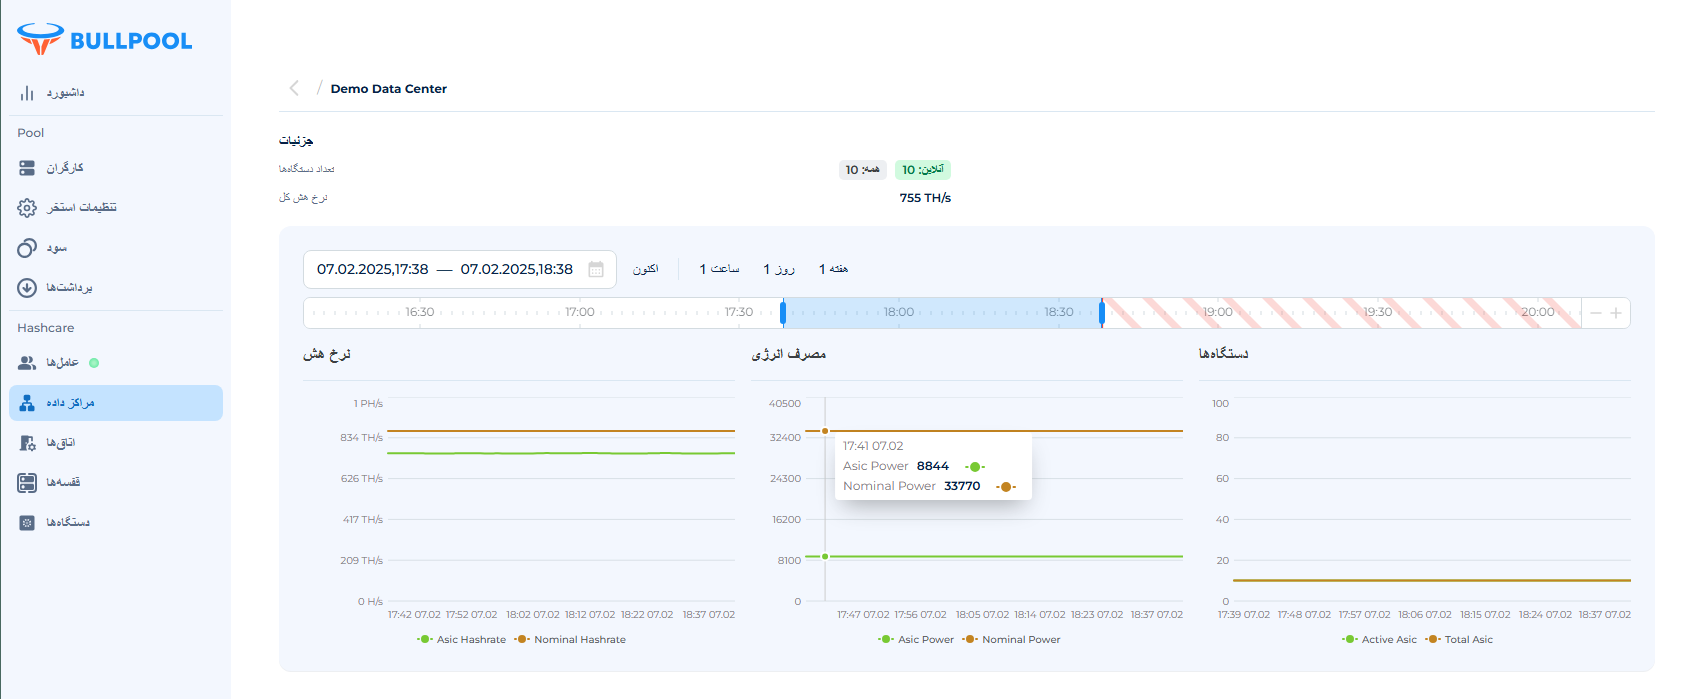 BULLPOOL
داشبورد
Pool
کارگران
تنظیمات استخر
سود
برداشت‌ها
Hashcare
عامل‌ها
مراکز داده
اتاق‌ها
قفسه‌ها
دستگاه‌ها
/ Demo Data Center
جزئیات
تعداد دستگاه‌ها
همه: 10 آنلاین: 10
نرخ هش کل
755 TH/s
07.02.2025,17:38 — 07.02.2025,18:38 اکنون 1 ساعت 1 روز 1 هفته
16:30 17:00 17:30 18:00 18:30 19:00 19:30 20:00
نرخ هش
1 PH/s
834 TH/s
626 TH/s
417 TH/s
209 TH/s
0 H/s
17:42 07.02 17:52 07.02 18:02 07.02 18:12 07.02 18:22 07.02 18:37 07.02
Asic Hashrate Nominal Hashrate
مصرف انرژی
40500
32400
24300
16200
8100
0
17:41 07.02
Asic Power 8844
Nominal Power 33770
17:47 07.02 17:56 07.02 18:05 07.02 18:14 07.02 18:23 07.02 18:37 07.02
Asic Power Nominal Power
دستگاه‌ها
100
80
60
40
20
0
17:39 07.02 17:48 07.02 17:57 07.02 18:06 07.02 18:15 07.02 18:24 07.02 18:37 07.02
Active Asic Total Asic